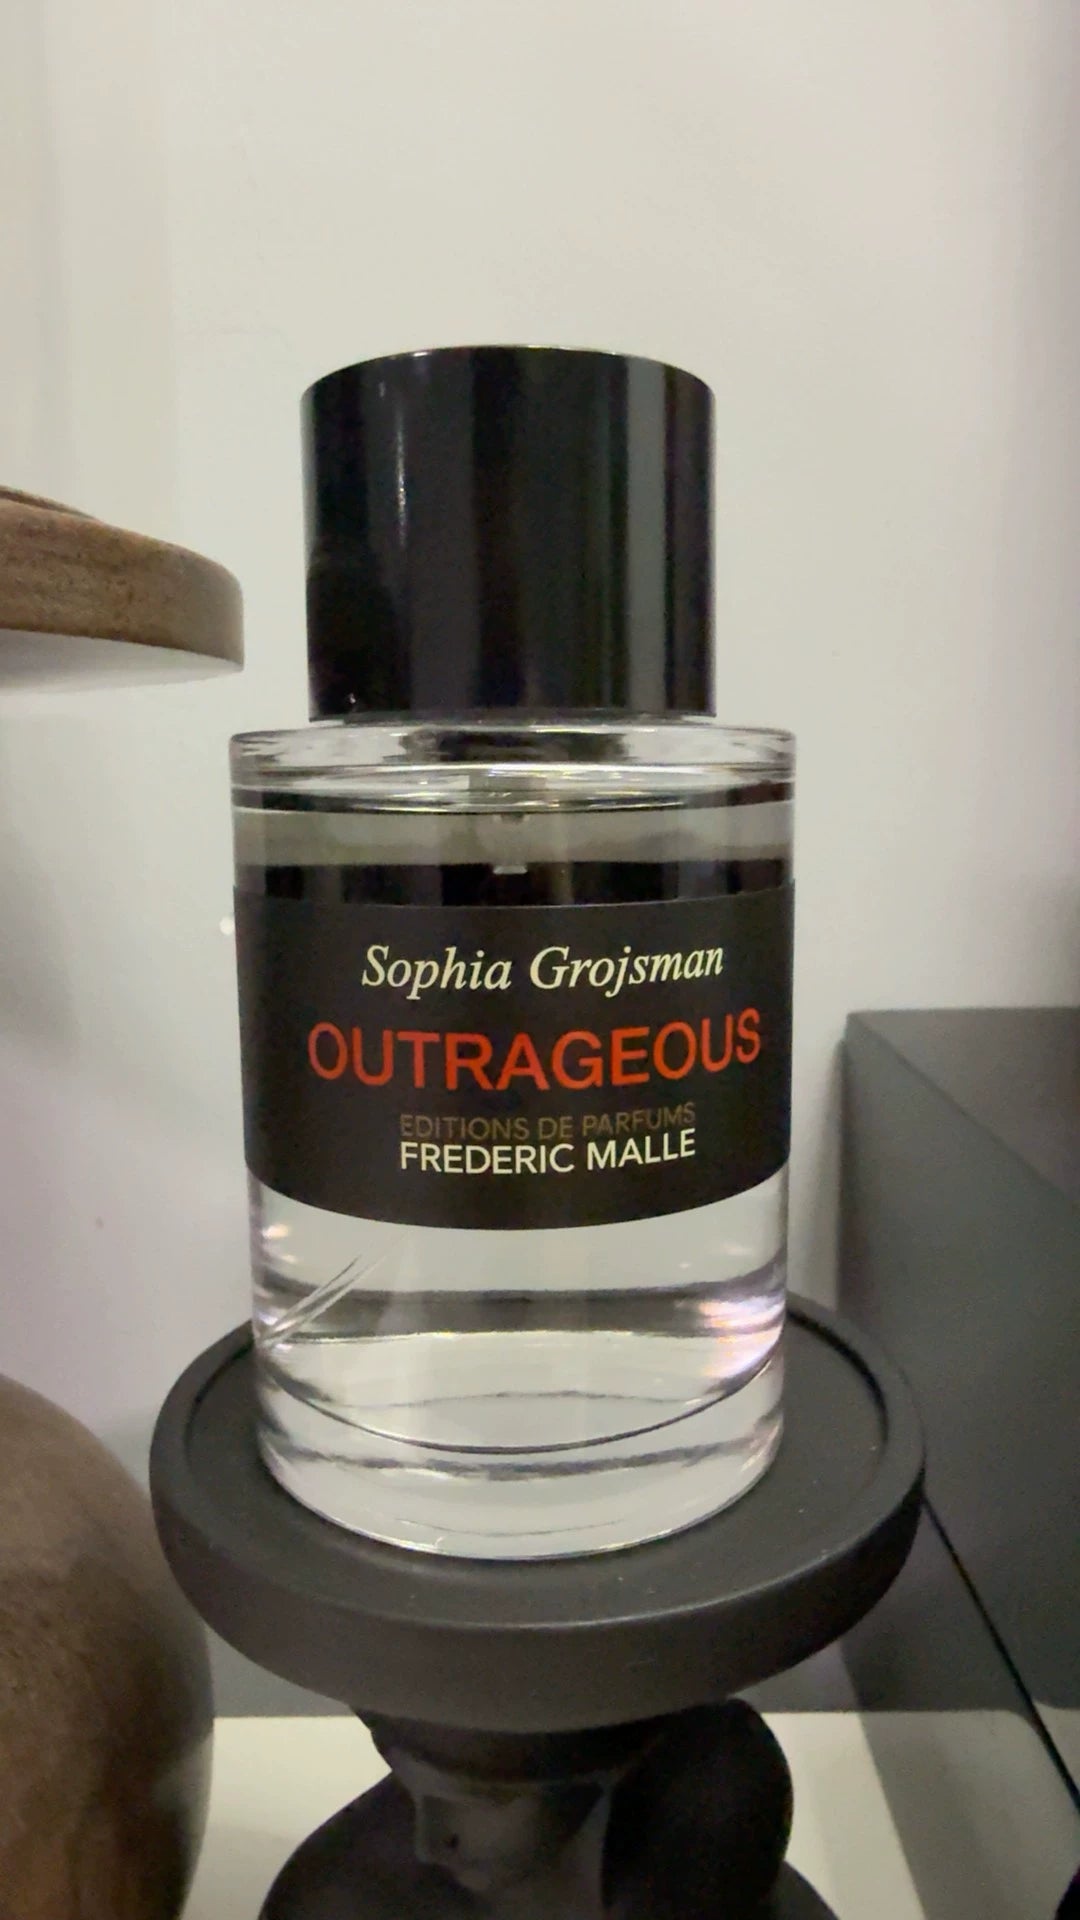 Sophia Grojsman
OUTRAGEOUS
EDITIONS DE PARFUMS
FREDERIC MALLE